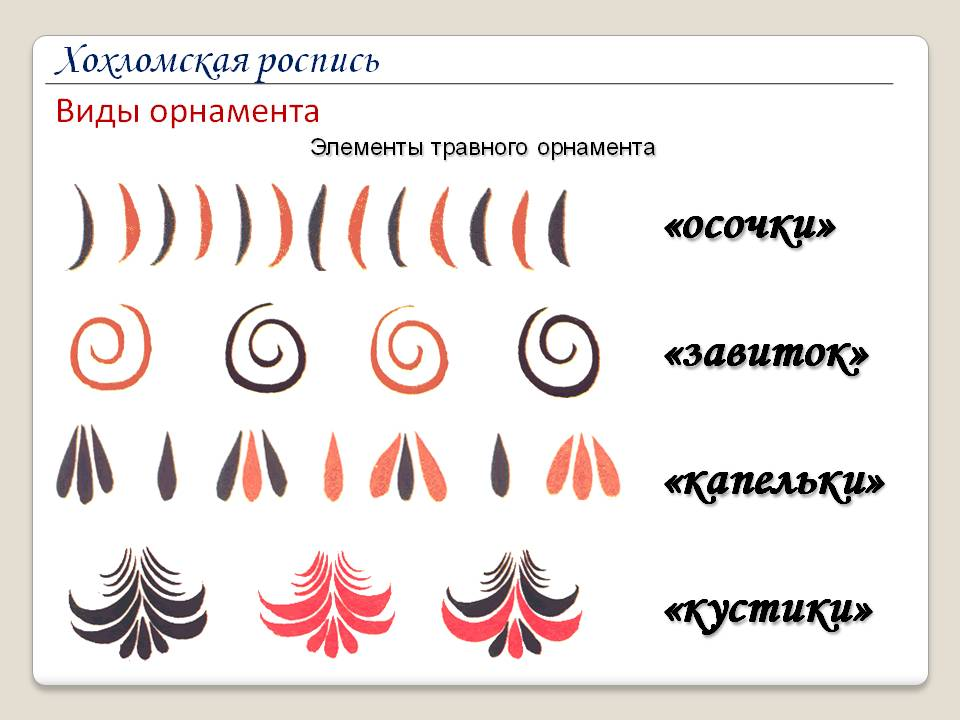 Хохломская роспись
Виды орнамента
Элементы травного орнамента
«осочки»
«завиток»
«капельки»
«кустики»